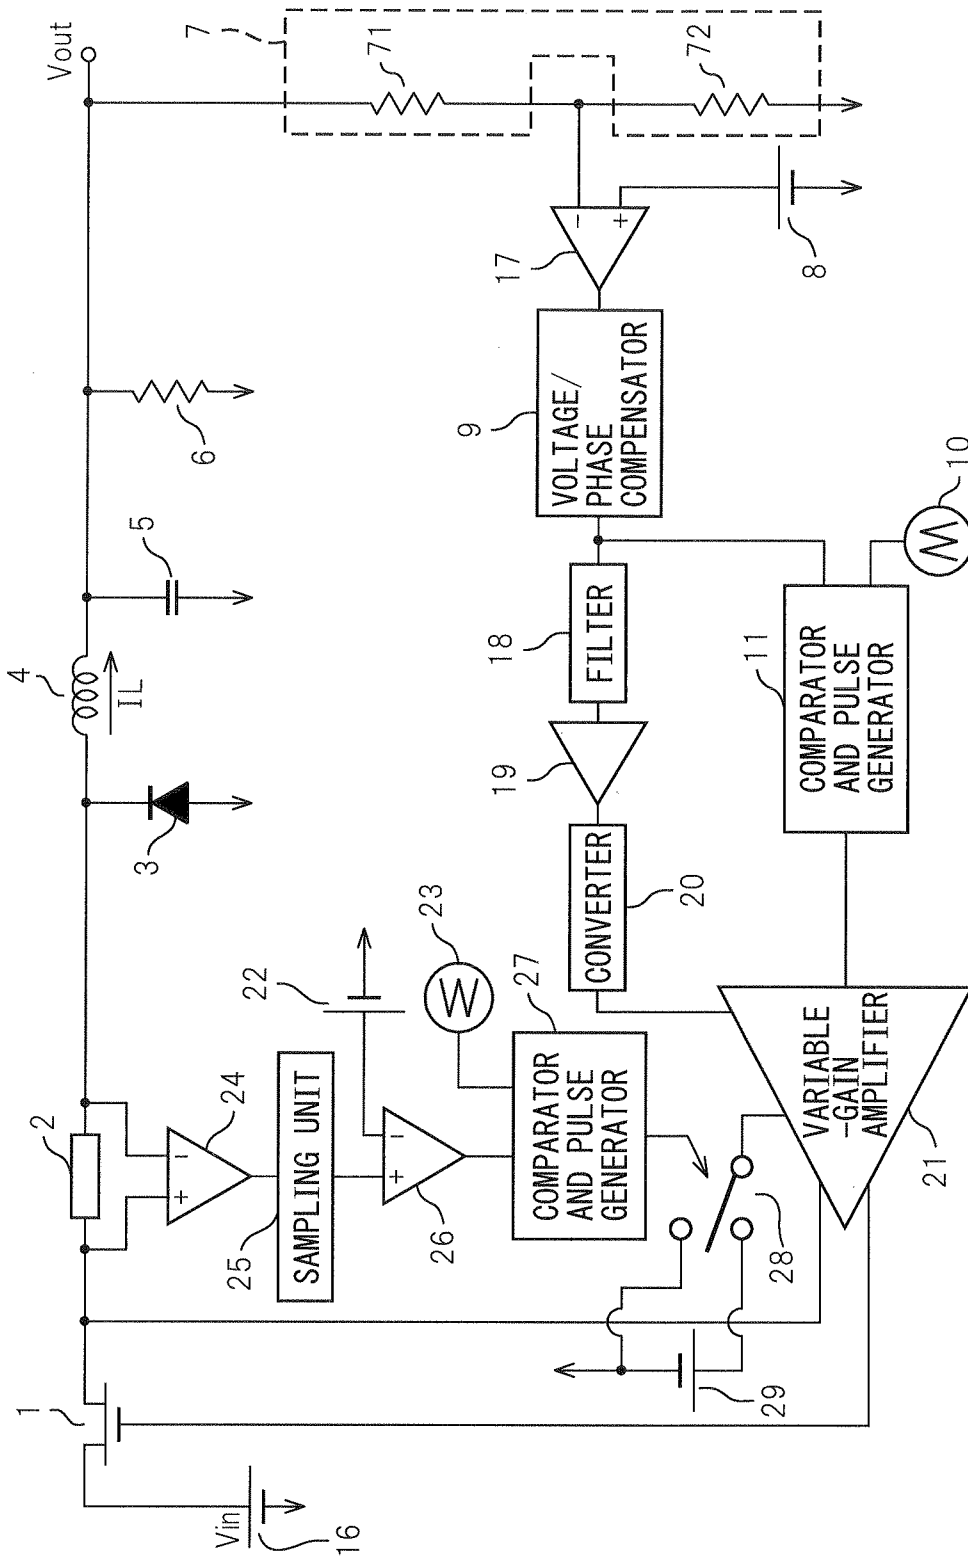 Vin
16
1
2
3
4
IL
5
6
Vout
7
71
72
+
-
24
25
SAMPLING UNIT
22
+
-
26
23
COMPARATOR
AND PULSE
GENERATOR
27
28
29
CONVERTER
20
19
FILTER
18
VOLTAGE/
PHASE
COMPENSATOR
9
17
-
+
8
VARIABLE
-GAIN
AMPLIFIER
21
COMPARATOR
AND PULSE
GENERATOR
11
10